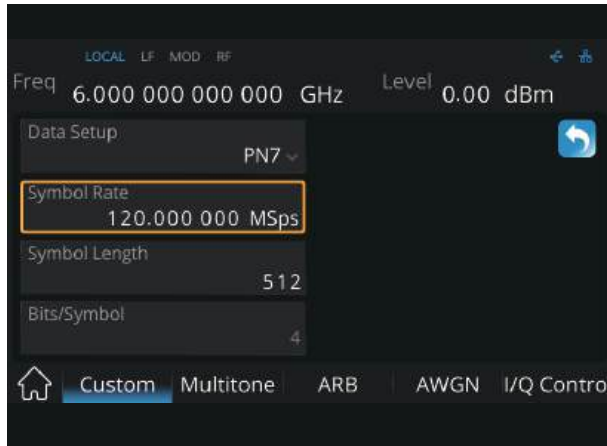 LOCAL LF MOD RF
Freq 6.000 000 000 000 GHz Level 0.00 dBm
Data Setup
PN7
Symbol Rate
120.000 000 MSps
Symbol Length
512
Bits/Symbol
4
Custom Multitone ARB AWGN I/Q Contro